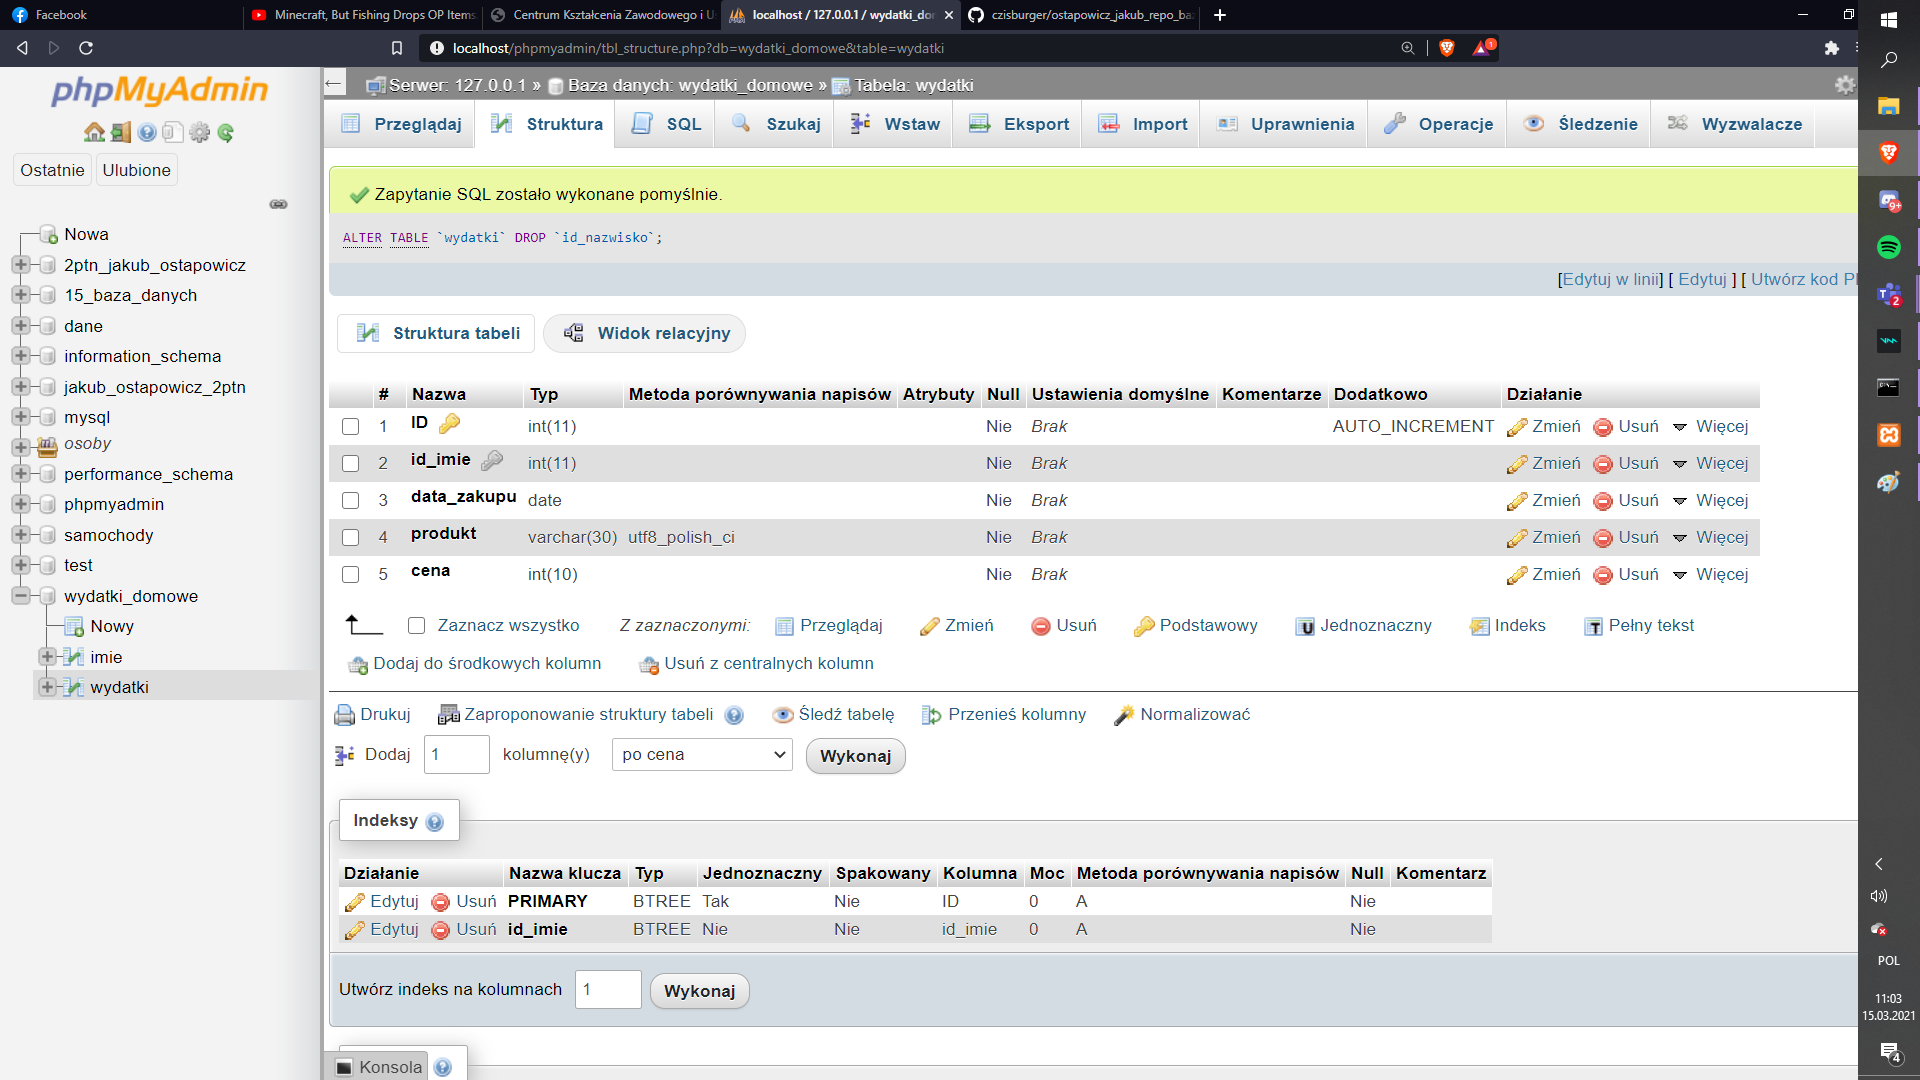 Facebook
Minecraft, But Fishing Drops OP Items
Centrum Kształcenia Zawodowego i U
localhost / 127.0.0.1 / wydatki_do
czisburger/ostapowicz_jakub_repo_ba
localhost/phpmyadmin/tbl_structure.php?db=wydatki_domowe&table=wydatki
1
phpMyAdmin
Ostatnie
Ulubione
Nowa
2ptn_jakub_ostapowicz
15_baza_danych
dane
information_schema
jakub_ostapowicz_2ptn
mysql
osoby
performance_schema
phpmyadmin
samochody
test
wydatki_domowe
Nowy
imie
wydatki
Serwer: 127.0.0.1 » Baza danych: wydatki_domowe » Tabela: wydatki
Przeglądaj Struktura SQL Szukaj Wstaw Eksport Import Uprawnienia Operacje Śledzenie Wyzwalacze
Zapytanie SQL zostało wykonane pomyślnie.
ALTER TABLE `wydatki` DROP `id_nazwisko`;
[Edytuj w linii] [ Edytuj ] [ Utwórz kod P
Struktura tabeli Widok relacyjny
# Nazwa Typ Metoda porównywania napisów Atrybuty Null Ustawienia domyślne Komentarze Dodatkowo Działanie
1 ID int(11) Nie Brak AUTO_INCREMENT Zmień Usuń Więcej
2 id_imie int(11) Nie Brak Zmień Usuń Więcej
3 data_zakupu date Nie Brak Zmień Usuń Więcej
4 produkt varchar(30) utf8_polish_ci Nie Brak Zmień Usuń Więcej
5 cena int(10) Nie Brak Zmień Usuń Więcej
Zaznacz wszystko Z zaznaczonymi: Przeglądaj Zmień Usuń Podstawowy Jednoznaczny Indeks Pełny tekst
Dodaj do środkowych kolumn Usuń z centralnych kolumn
Drukuj Zaproponowanie struktury tabeli Śledź tabelę Przenieś kolumny Normalizować
Dodaj 1 kolumnę(y) po cena Wykonaj
Indeksy
Działanie Nazwa klucza Typ Jednoznaczny Spakowany Kolumna Moc Metoda porównywania napisów Null Komentarz
Edytuj Usuń PRIMARY BTREE Tak Nie ID 0 A Nie
Edytuj Usuń id_imie BTREE Nie Nie id_imie 0 A Nie
Utwórz indeks na kolumnach 1 Wykonaj
Konsola
9+
2
POL
11:03
15.03.2021
4